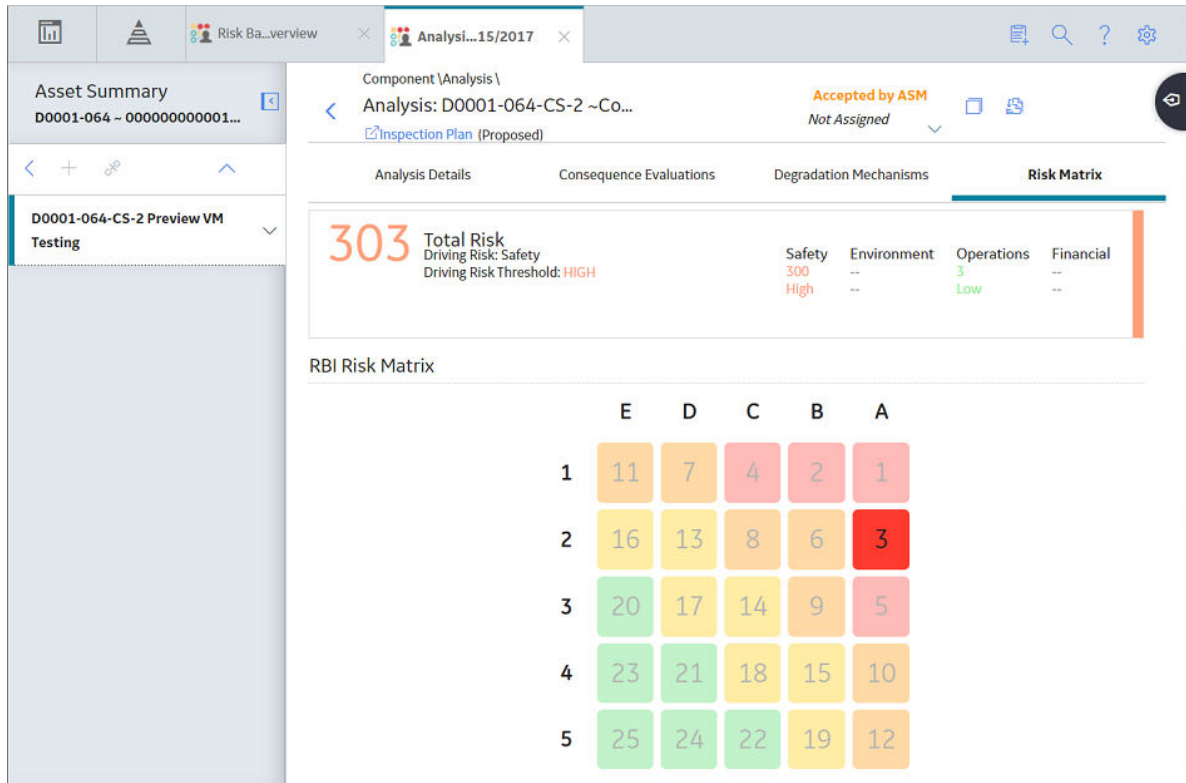 Risk Ba...verview
Analysi...15/2017
Asset Summary
D0001-064 ~ 000000000001...
D0001-064-CS-2 Preview VM
Testing
Component \Analysis \
Analysis: D0001-064-CS-2 ~Co...
Inspection Plan (Proposed)
Accepted by ASM
Not Assigned
Analysis Details Consequence Evaluations Degradation Mechanisms Risk Matrix
303
Total Risk
Driving Risk: Safety
Driving Risk Threshold: HIGH
Safety Environment Operations Financial
300 -- 3 --
High -- Low --
RBI Risk Matrix
E D C B A
1 11 7 4 2 1
2 16 13 8 6 3
3 20 17 14 9 5
4 23 21 18 15 10
5 25 24 22 19 12